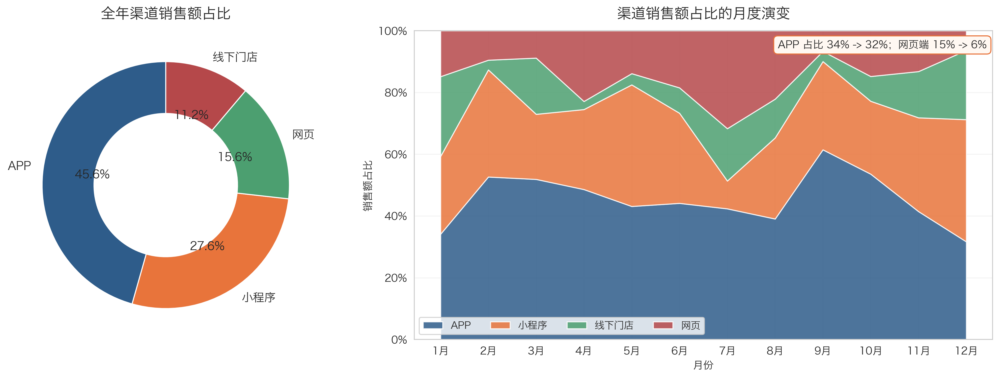 全年渠道销售额占比
线下门店
11.2%
网页
15.6%
APP
45.6%
27.6%
小程序
渠道销售额占比的月度演变
APP 占比 34% -> 32%；网页端 15% -> 6%
销售额占比
100%
80%
60%
40%
20%
0%
APP 小程序 线下门店 网页
1月 2月 3月 4月 5月 6月 7月 8月 9月 10月 11月 12月
月份